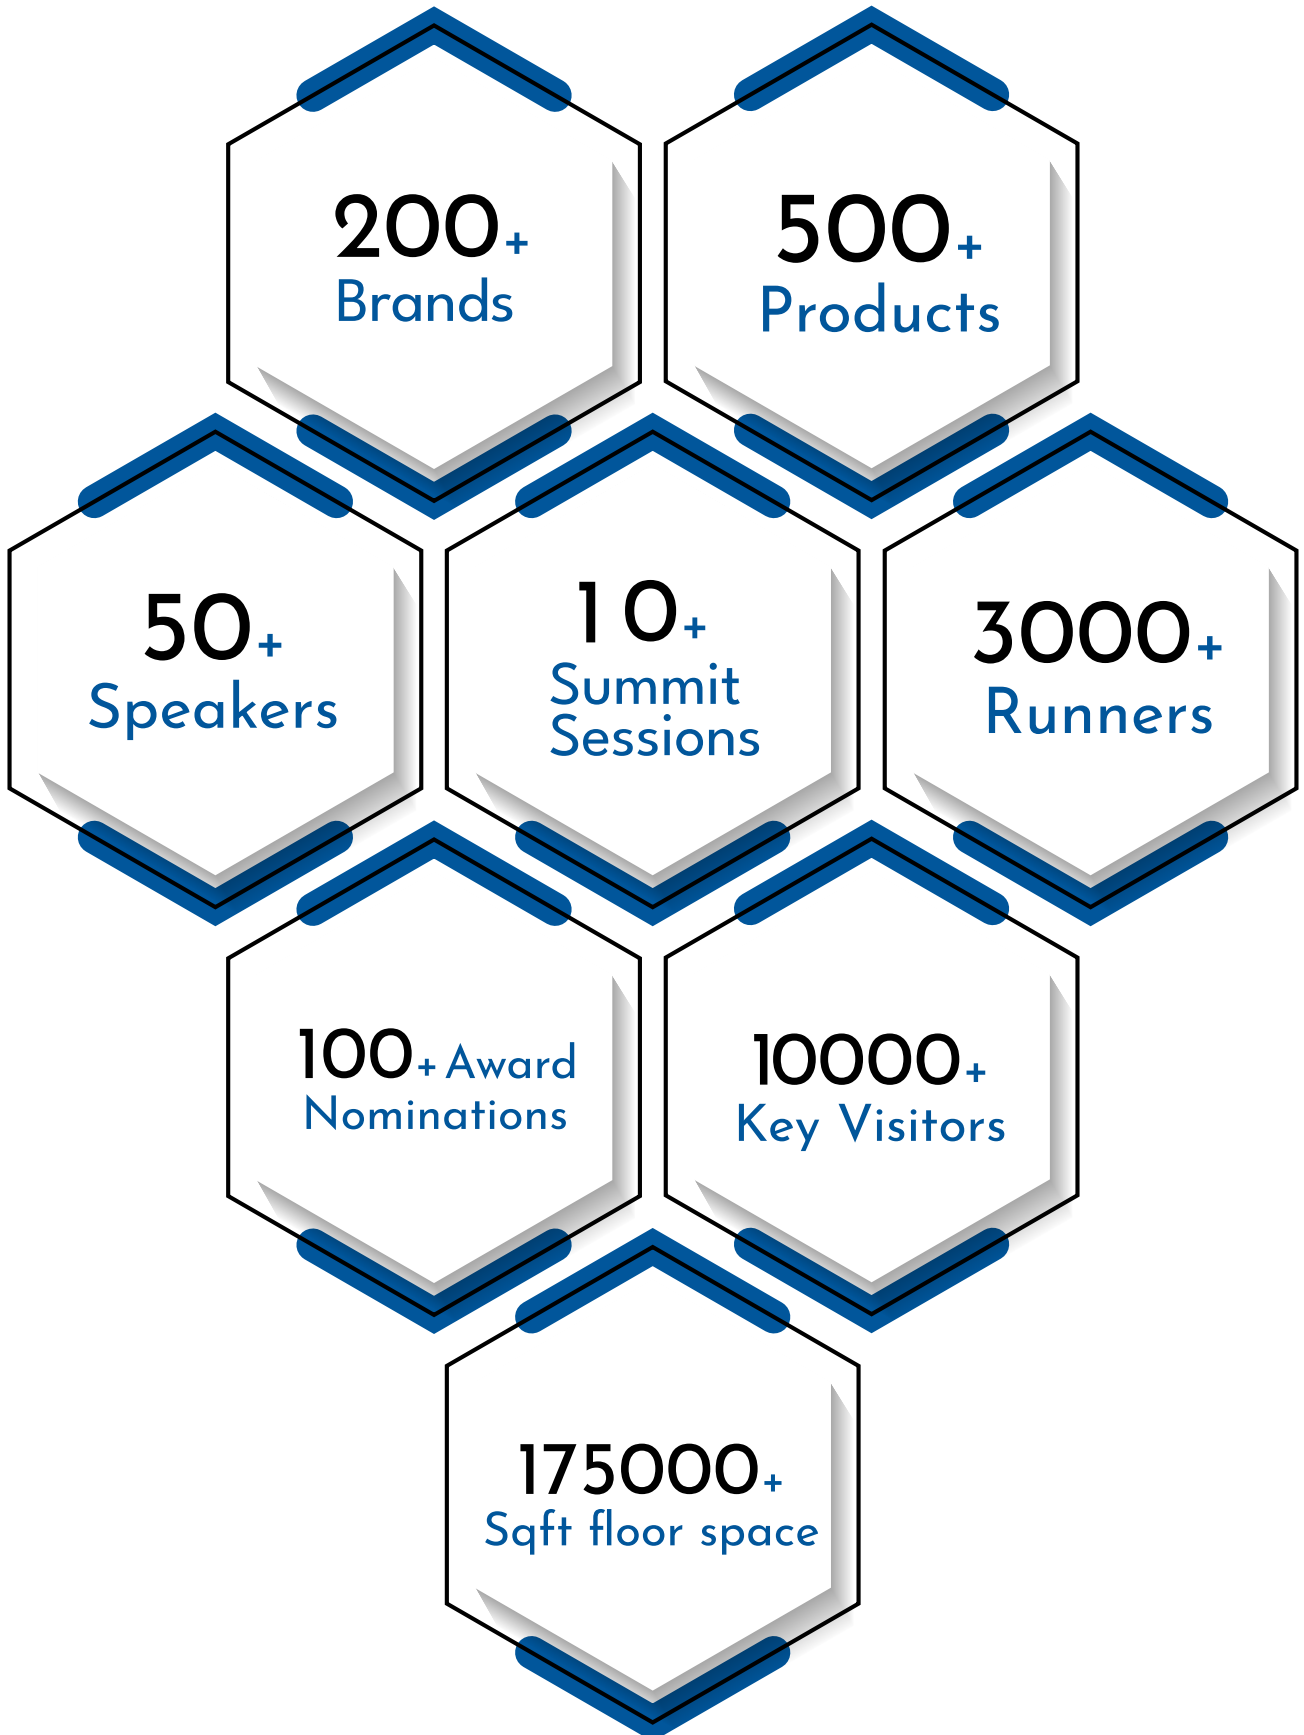 200+
Brands
500+
Products
50+
Speakers
10+
Summit
Sessions
3000+
Runners
100+ Award
Nominations
10000+
Key Visitors
175000+
Sqft floor space